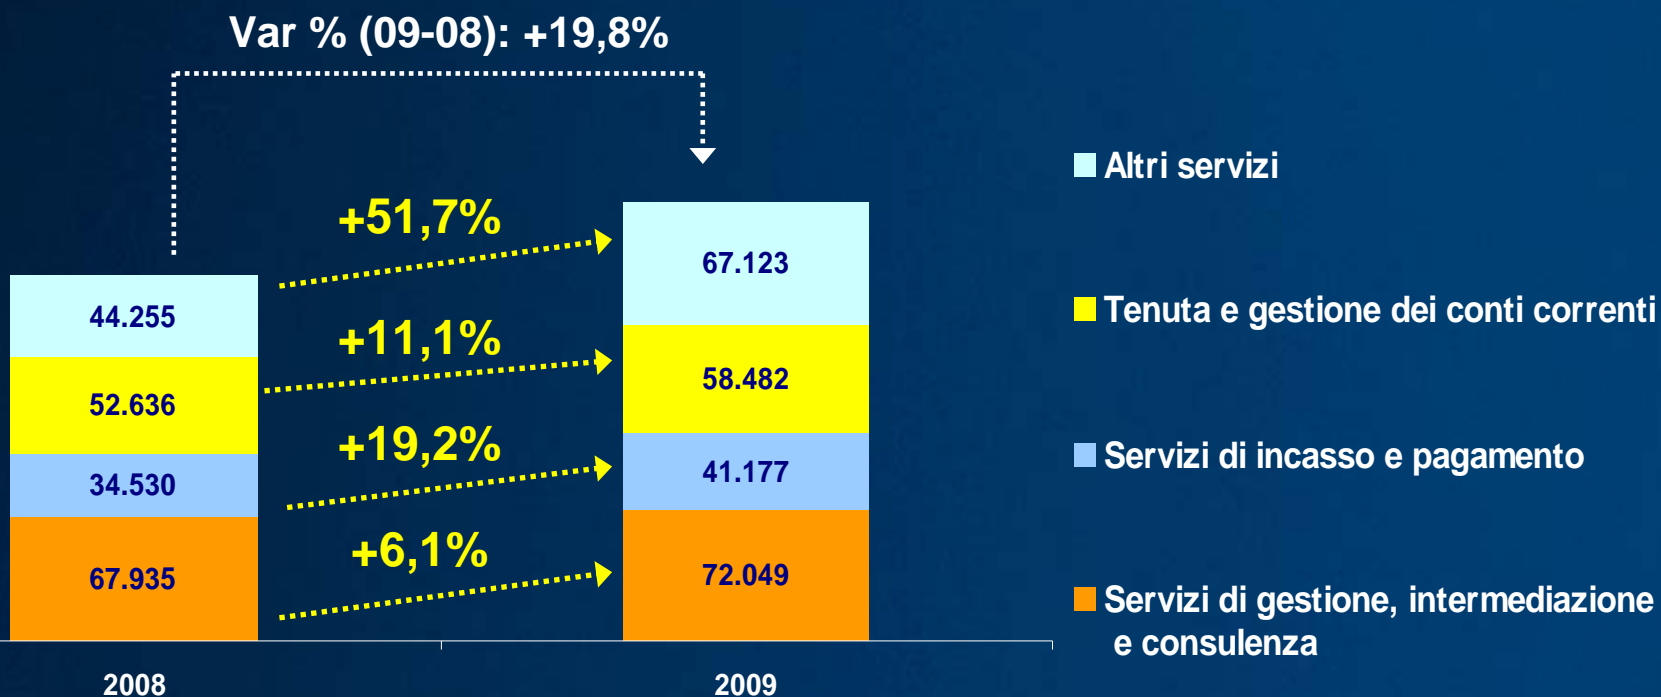 Var % (09-08): +19,8%
+51,7%
+11,1%
+19,2%
+6,1%
44.255
52.636
34.530
67.935
67.123
58.482
41.177
72.049
2008
2009
Altri servizi
Tenuta e gestione dei conti correnti
Servizi di incasso e pagamento
Servizi di gestione, intermediazione
e consulenza